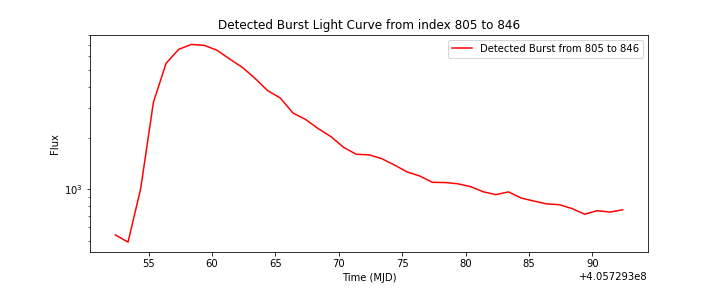 Detected Burst Light Curve from index 805 to 846
Detected Burst from 805 to 846
Flux
10³
55 60 65 70 75 80 85 90
Time (MJD)
+4.057293e8